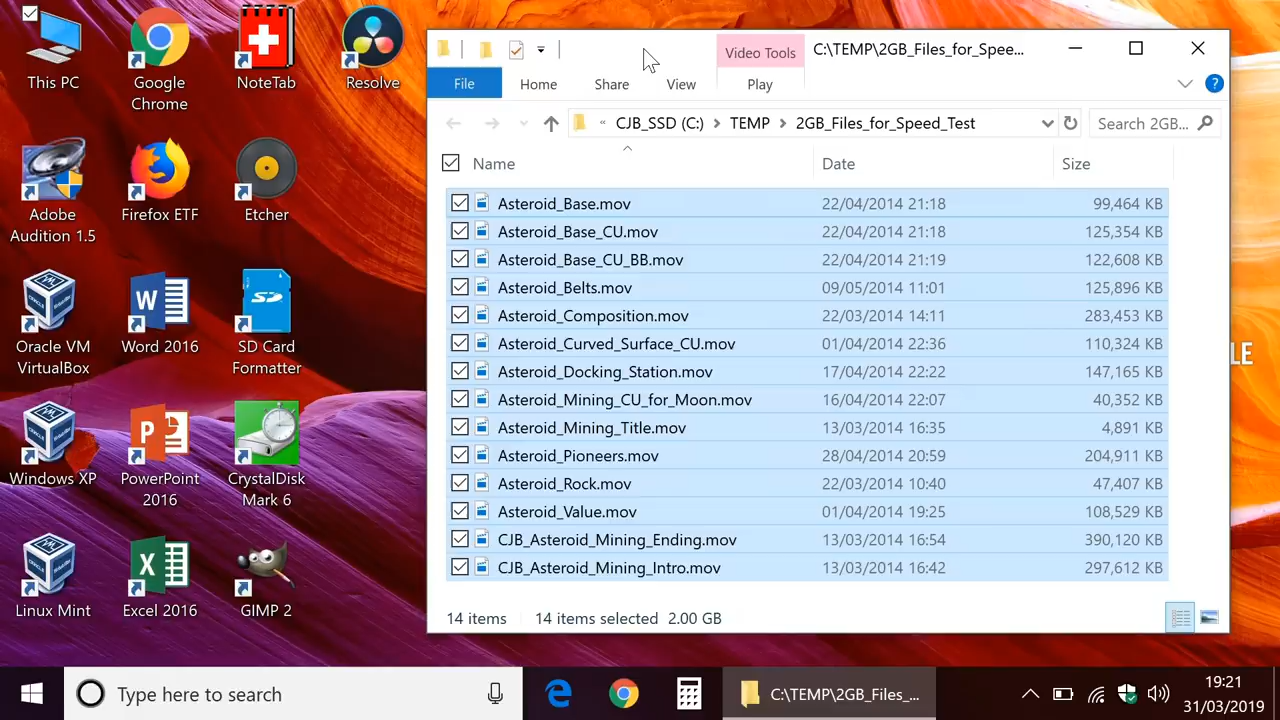 This PC
Google
Chrome
NoteTab
Resolve
Adobe
Audition 1.5
Firefox ETF
Etcher
Oracle VM
VirtualBox
Word 2016
SD Card
Formatter
Windows XP
PowerPoint
2016
CrystalDisk
Mark 6
Linux Mint
Excel 2016
GIMP 2
Video Tools
C:\TEMP\2GB_Files_for_Spee...
File
Home
Share
View
Play
« CJB_SSD (C:) > TEMP > 2GB_Files_for_Speed_Test
Search 2GB...
Name Date Size
Asteroid_Base.mov 22/04/2014 21:18 99,464 KB
Asteroid_Base_CU.mov 22/04/2014 21:18 125,354 KB
Asteroid_Base_CU_BB.mov 22/04/2014 21:19 122,608 KB
Asteroid_Belts.mov 09/05/2014 11:01 125,896 KB
Asteroid_Composition.mov 22/03/2014 14:11 283,453 KB
Asteroid_Curved_Surface_CU.mov 01/04/2014 22:36 110,324 KB
Asteroid_Docking_Station.mov 17/04/2014 22:22 147,165 KB
Asteroid_Mining_CU_for_Moon.mov 16/04/2014 22:07 40,352 KB
Asteroid_Mining_Title.mov 13/03/2014 16:35 4,891 KB
Asteroid_Pioneers.mov 28/04/2014 20:59 204,911 KB
Asteroid_Rock.mov 22/03/2014 10:40 47,407 KB
Asteroid_Value.mov 01/04/2014 19:25 108,529 KB
CJB_Asteroid_Mining_Ending.mov 13/03/2014 16:54 390,120 KB
CJB_Asteroid_Mining_Intro.mov 13/03/2014 16:42 297,612 KB
14 items 14 items selected 2.00 GB
LE
Type here to search
C:\TEMP\2GB_Files_...
19:21
31/03/2019